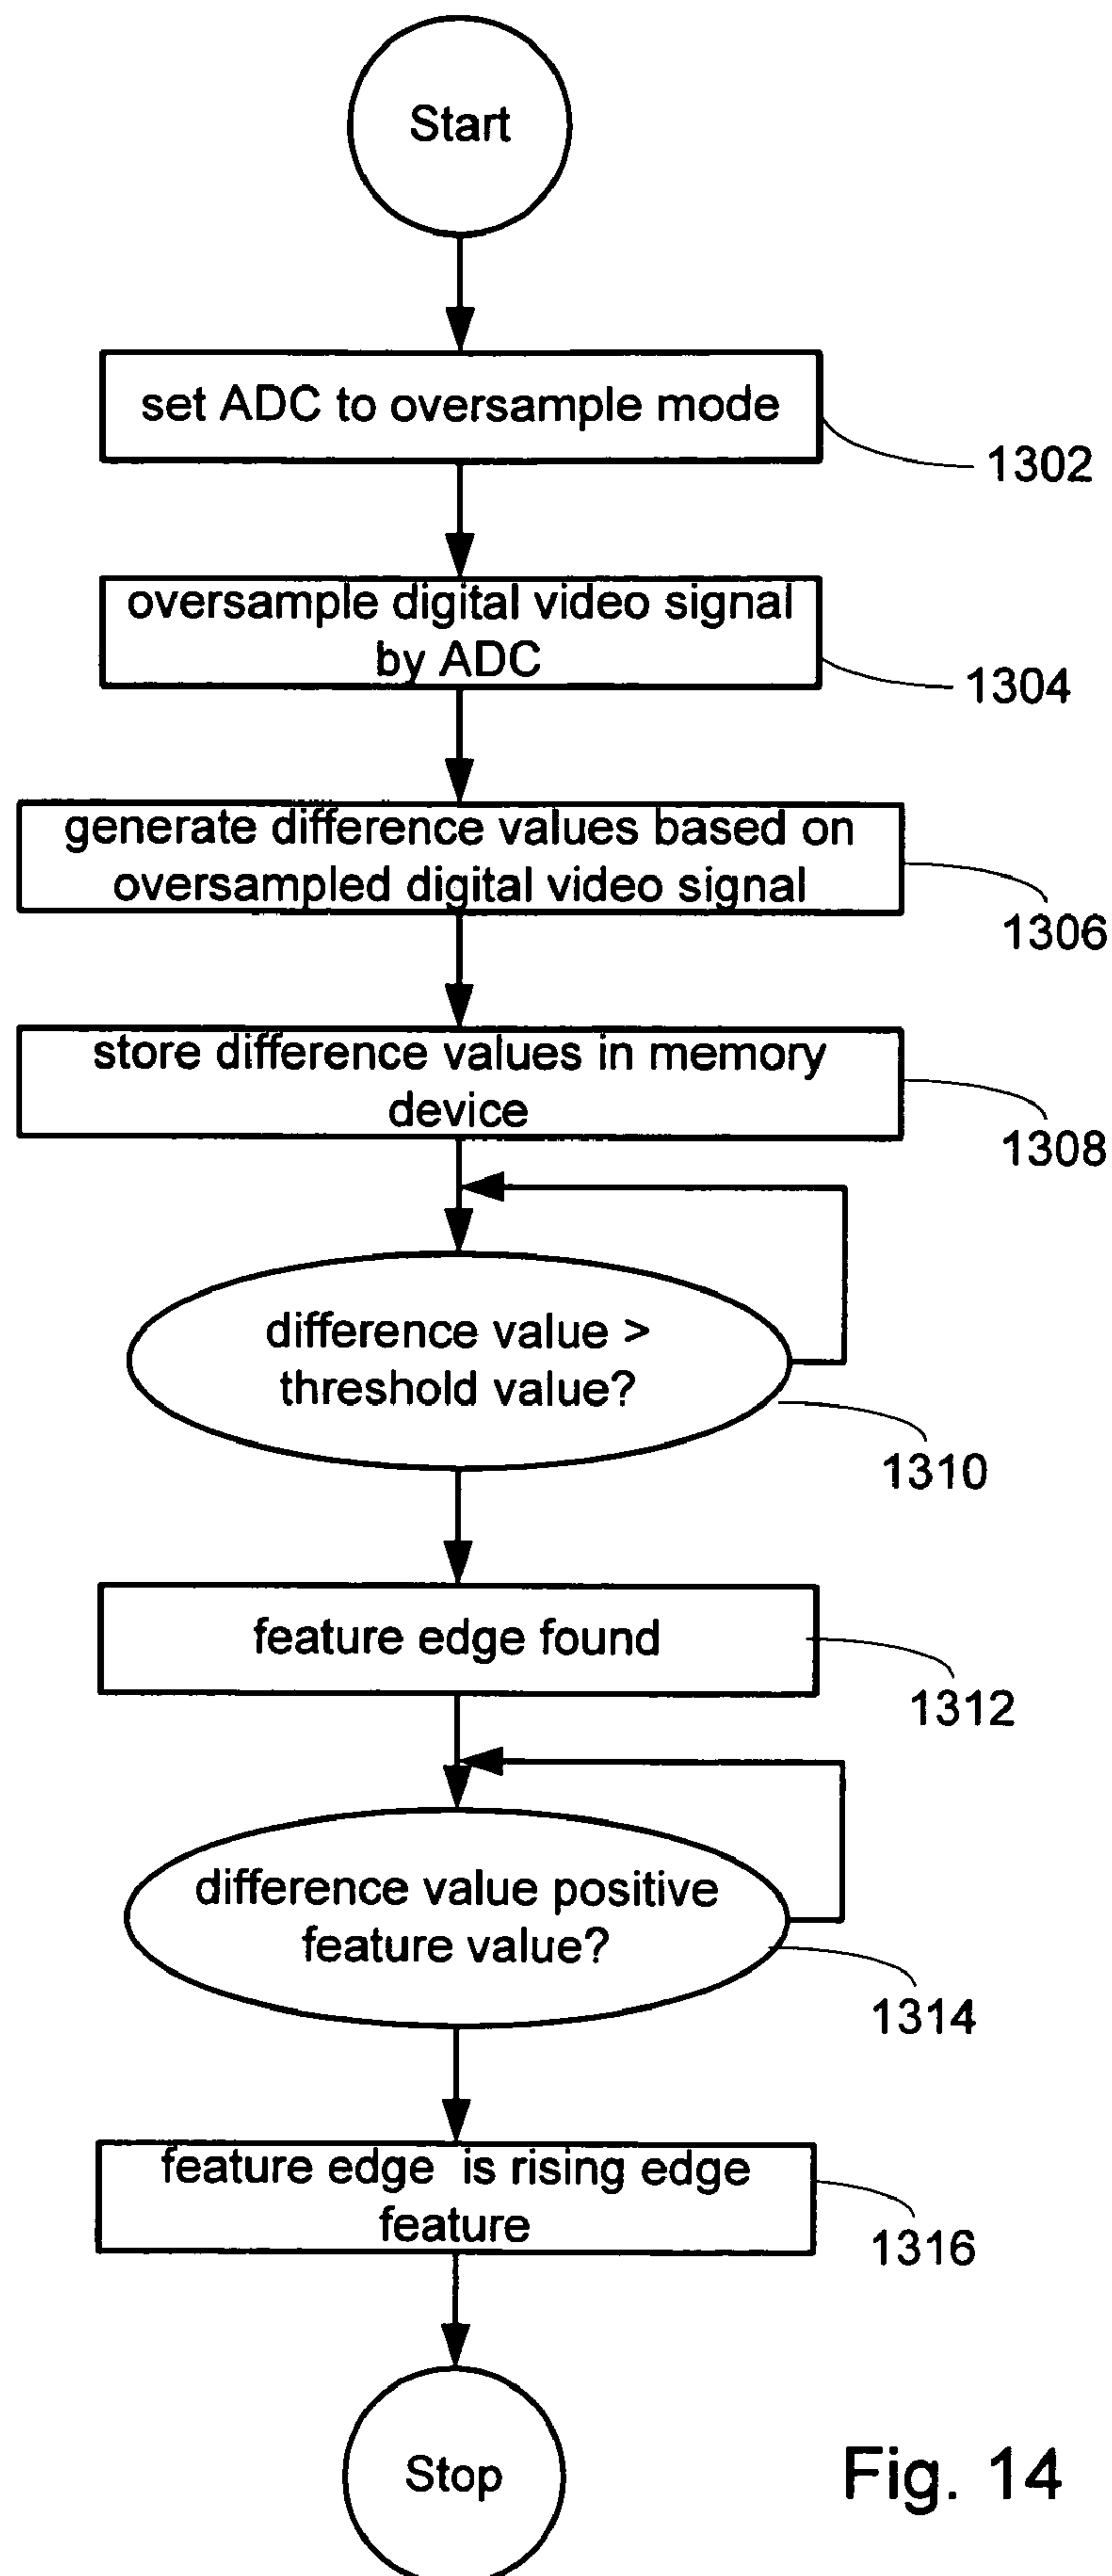 Start
set ADC to oversample mode
1302
oversample digital video signal
by ADC
1304
generate difference values based on
oversampled digital video signal
1306
store difference values in memory
device
1308
difference value >
threshold value?
1310
feature edge found
1312
difference value positive
feature value?
1314
feature edge is rising edge
feature
1316
Stop
Fig. 14